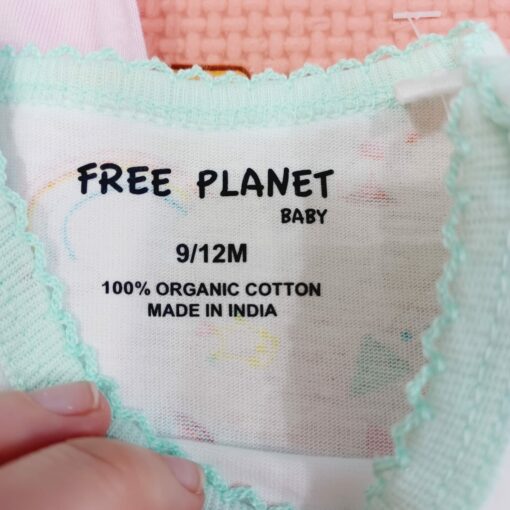 FREE PLANET
BABY
9/12M
100% ORGANIC COTTON
MADE IN INDIA